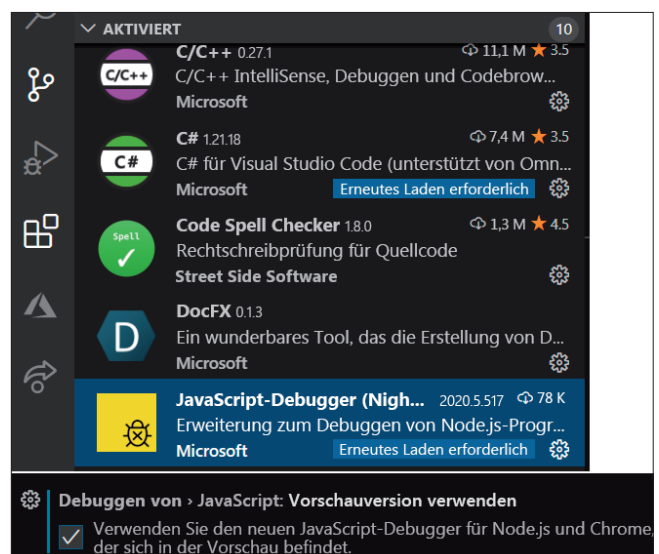 AKTIVIERT 10
C/C++ 0.27.1 11,1 M ★ 3.5
C/C++
C/C++ IntelliSense, Debuggen und Codebrow...
Microsoft
C# 1.21.18 7,4 M ★ 3.5
C#
C# für Visual Studio Code (unterstützt von Omn...
Microsoft Erneutes Laden erforderlich
Code Spell Checker 1.8.0 1,3 M ★ 4.5
Spell
Rechtschreibprüfung für Quellcode
Street Side Software
DocFX 0.1.3
D
Ein wunderbares Tool, das die Erstellung von D...
Microsoft
JavaScript-Debugger (Nigh... 2020.5.517 78 K
Erweiterung zum Debuggen von Node.js-Progr...
Microsoft Erneutes Laden erforderlich
Debuggen von › JavaScript: Vorschauversion verwenden
Verwenden Sie den neuen JavaScript-Debugger für Node.js und Chrome,
der sich in der Vorschau befindet.